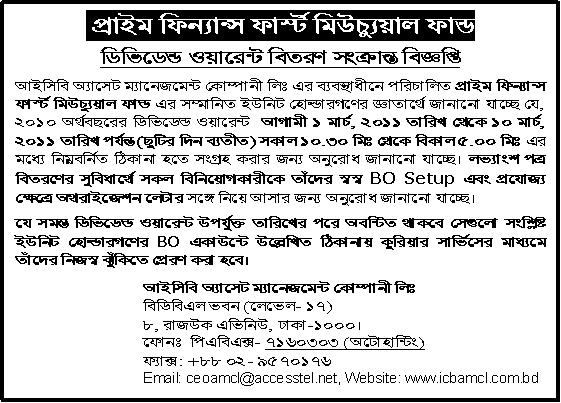 প্রাইম ফিন্যান্স ফার্স্ট মিউচ্যুয়াল ফান্ড
ডিভিডেন্ড ওয়ারেন্ট বিতরণ সংক্রান্ত বিজ্ঞপ্তি
আইসিবি অ্যাসেট ম্যানেজমেন্ট কোম্পানী লিঃ এর ব্যবস্থাধীনে পরিচালিত প্রাইম ফিন্যান্স
ফার্স্ট মিউচ্যুয়াল ফান্ড এর সম্মানিত ইউনিট হোল্ডারগণের জ্ঞাতার্থে জানানো যাচ্ছে যে,
২০১০ অর্থবছরের ডিভিডেন্ড ওয়ারেন্ট আগামী ১ মার্চ, ২০১১ তারিখ থেকে ১০ মার্চ,
২০১১ তারিখ পর্যন্ত (ছুটির দিন ব্যতীত) সকাল ১০.৩০ মিঃ থেকে বিকাল ৫.০০ মিঃ এর
মধ্যে নিম্নবর্নিত ঠিকানা হতে সংগ্রহ করার জন্য অনুরোধ জানানো যাচ্ছে। লভ্যাংশ পত্র
বিতরণের সুবিধার্থে সকল বিনিয়োগকারীকে তাঁদের স্বস্ব BO Setup এবং প্রযোজ্য
ক্ষেত্রে অথরাইজেশন লেটার সঙ্গে নিয়ে আসার জন্য অনুরোধ জানানো যাচ্ছে।
যে সমস্ত ডিভিডেন্ড ওয়ারেন্ট উপর্যুক্ত তারিখের পরে অবন্টিত থাকবে সেগুলো সংশ্লিষ্ট
ইউনিট হোল্ডারগণের BO একাউন্টে উল্লেখিত ঠিকানায় কুরিয়ার সার্ভিসের মাধ্যমে
তাঁদের নিজস্ব ঝুঁকিতে প্রেরণ করা হবে।
আইসিবি অ্যাসেট ম্যানেজমেন্ট কোম্পানী লিঃ
বিডিবিএল ভবন (লেভেল- ১৭)
৮, রাজউক এভিনিউ, ঢাকা-১০০০।
ফোনঃ পিএবিএক্স- ৭১৬০৩০৩ (অটোহান্টিং)
ফ্যাক্স: +৮৮ ০২- ৯৫৭০১৭৬
Email: ceoamcl@accesstel.net, Website: www.icbamcl.com.bd